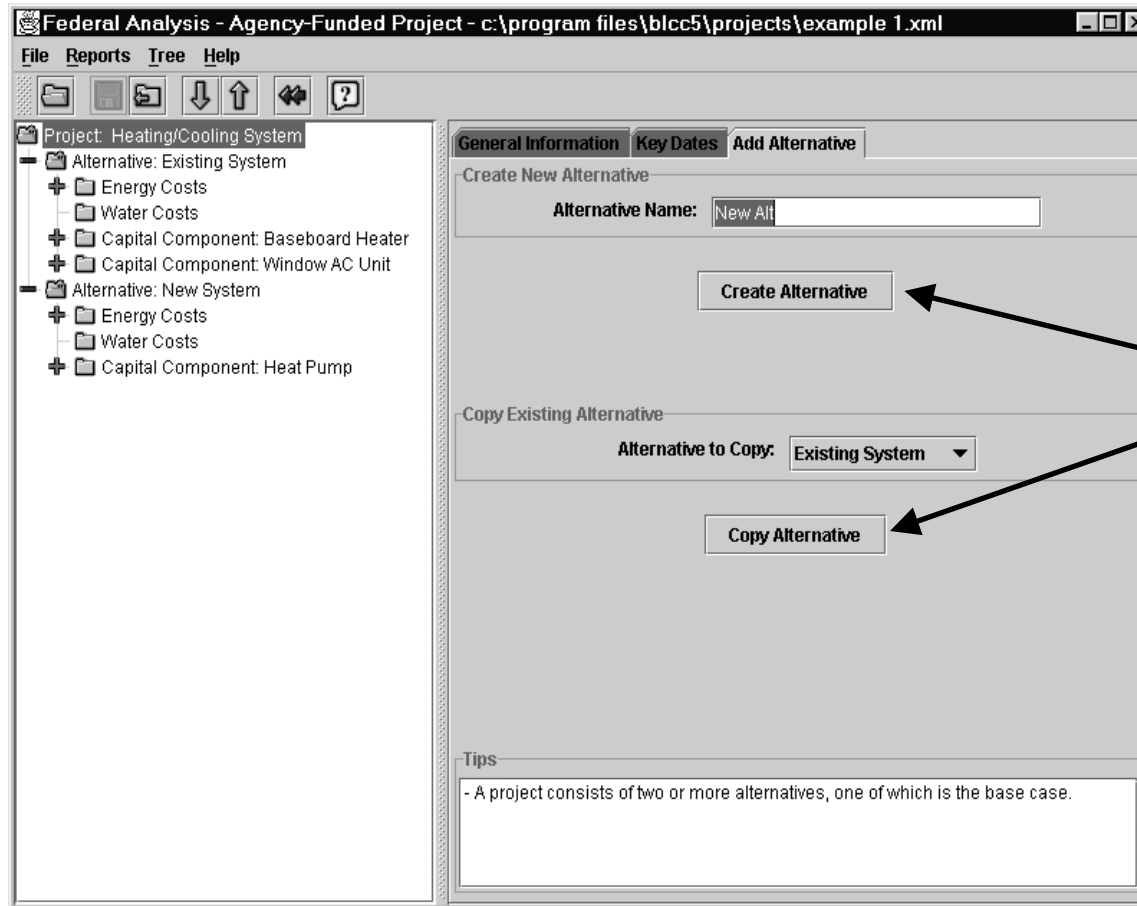 Federal Analysis - Agency-Funded Project - c:\program files\blcc5\projects\example 1.xml
File Reports Tree Help
Project: Heating/Cooling System
Alternative: Existing System
Energy Costs
Water Costs
Capital Component: Baseboard Heater
Capital Component: Window AC Unit
Alternative: New System
Energy Costs
Water Costs
Capital Component: Heat Pump
General Information Key Dates Add Alternative
Create New Alternative
Alternative Name: New Alt
Create Alternative
Copy Existing Alternative
Alternative to Copy: Existing System
Copy Alternative
Tips
- A project consists of two or more alternatives, one of which is the base case.